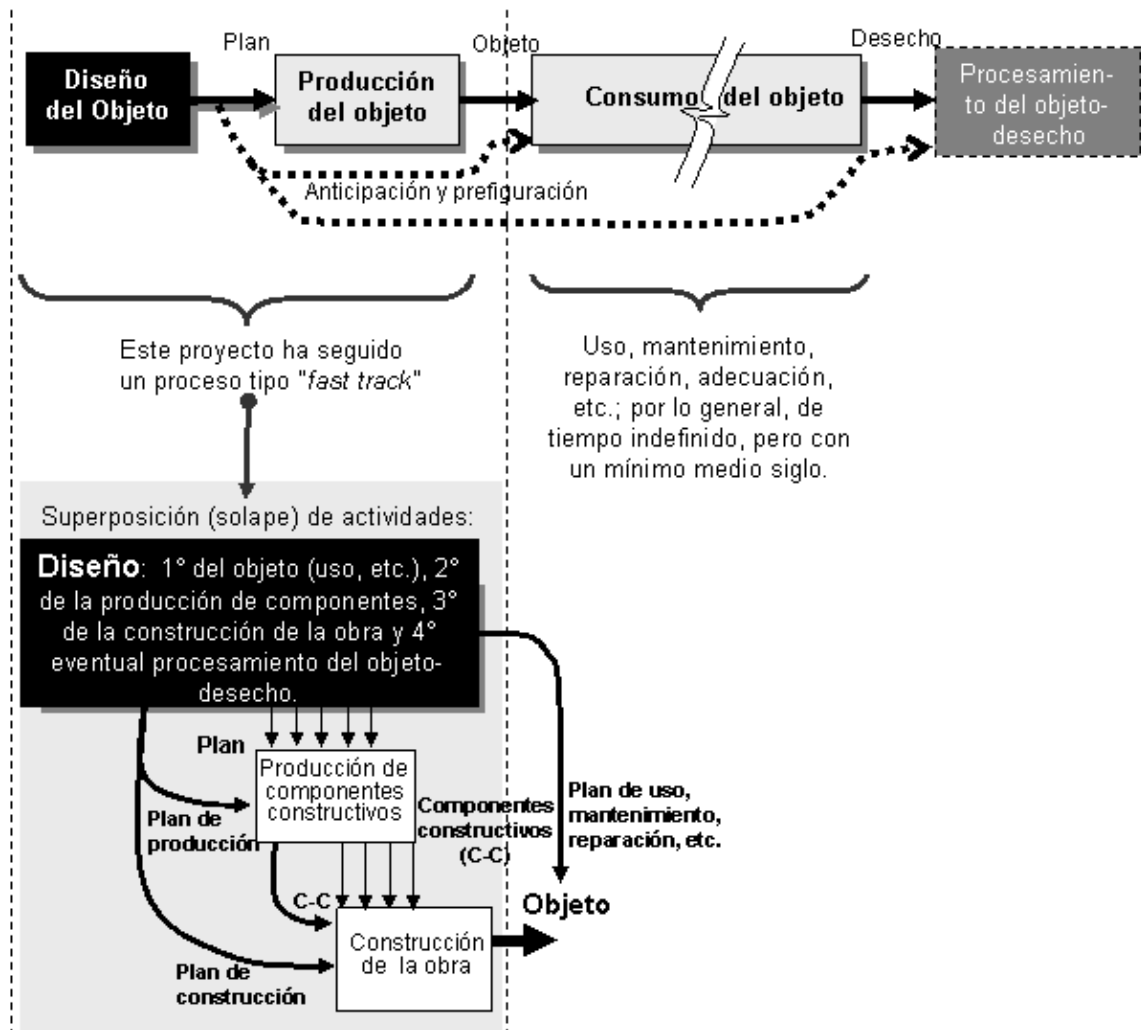 Plan
Objeto
Desecho
Diseño
del Objeto
Producción
del objeto
Consumo del objeto
Procesamien-
to del objeto-
desecho
Anticipación y prefiguración
Este proyecto ha seguido
un proceso tipo "fast track"
Uso, mantenimiento,
reparación, adecuación,
etc.; por lo general, de
tiempo indefinido, pero con
un mínimo medio siglo.
Superposición (solape) de actividades:
Diseño: 1° del objeto (uso, etc.), 2°
de la producción de componentes, 3°
de la construcción de la obra y 4°
eventual procesamiento del objeto-
desecho.
Plan
Producción de
componentes
constructivos
Plan de
producción
Componentes
constructivos
(C-C)
Plan de uso,
mantenimiento,
reparación, etc.
C-C
Objeto
Construcción
de la obra
Plan de
construcción